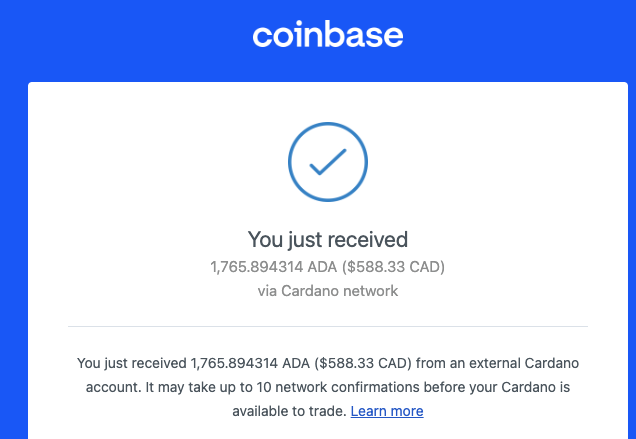 coinbase
You just received
1,765.894314 ADA ($588.33 CAD)
via Cardano network
You just received 1,765.894314 ADA ($588.33 CAD) from an external Cardano
account. It may take up to 10 network confirmations before your Cardano is
available to trade. Learn more